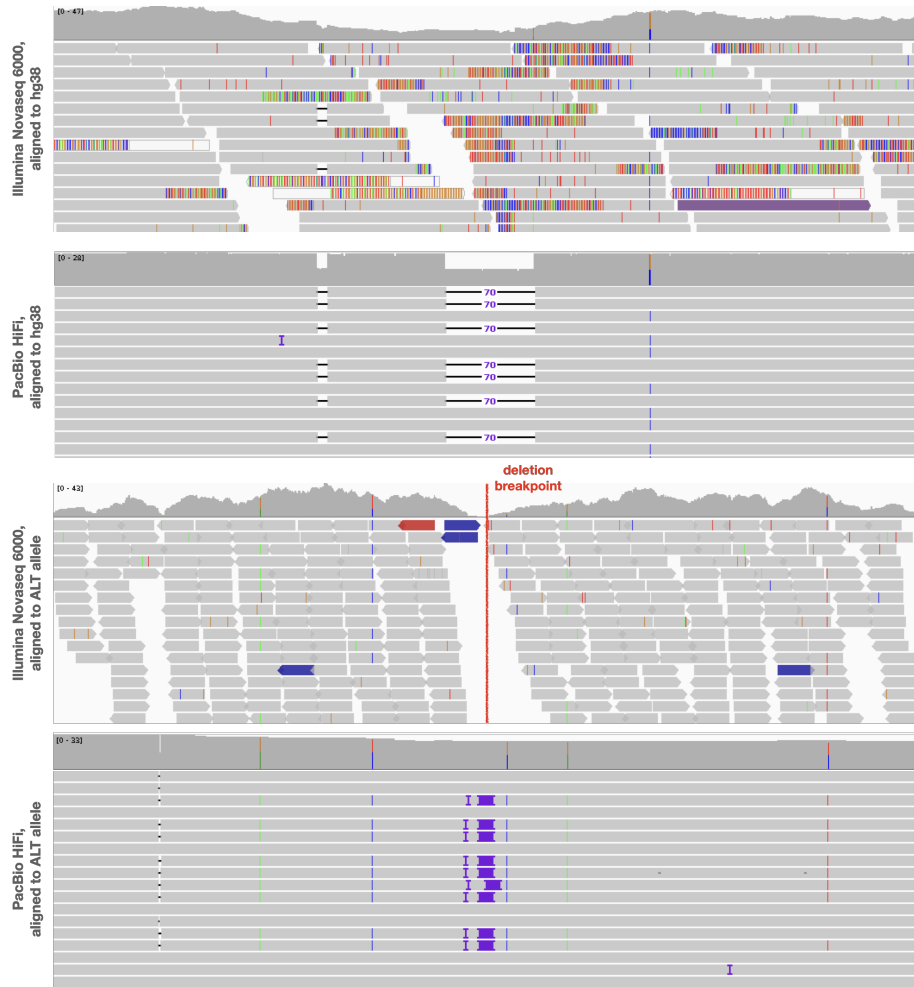 Illumina Novaseq 6000,
aligned to hg38
[0 - 47]
PacBio HiFi,
aligned to hg38
[0 - 28]
70
70
70
70
70
70
70
deletion
breakpoint
Illumina Novaseq 6000,
aligned to ALT allele
[0 - 43]
PacBio HiFi,
aligned to ALT allele
[0 - 33]